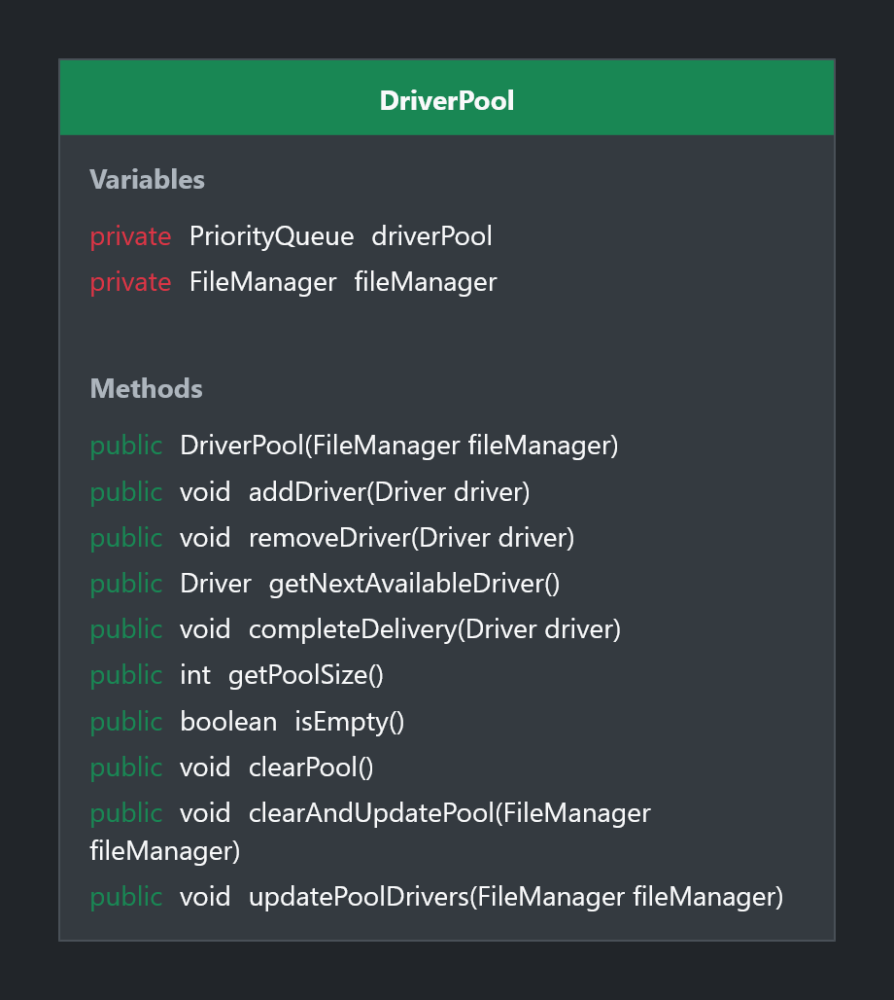 DriverPool
Variables
private PriorityQueue driverPool
private FileManager fileManager
Methods
public DriverPool(FileManager fileManager)
public void addDriver(Driver driver)
public void removeDriver(Driver driver)
public Driver getNextAvailableDriver()
public void completeDelivery(Driver driver)
public int getPoolSize()
public boolean isEmpty()
public void clearPool()
public void clearAndUpdatePool(FileManager
fileManager)
public void updatePoolDrivers(FileManager fileManager)